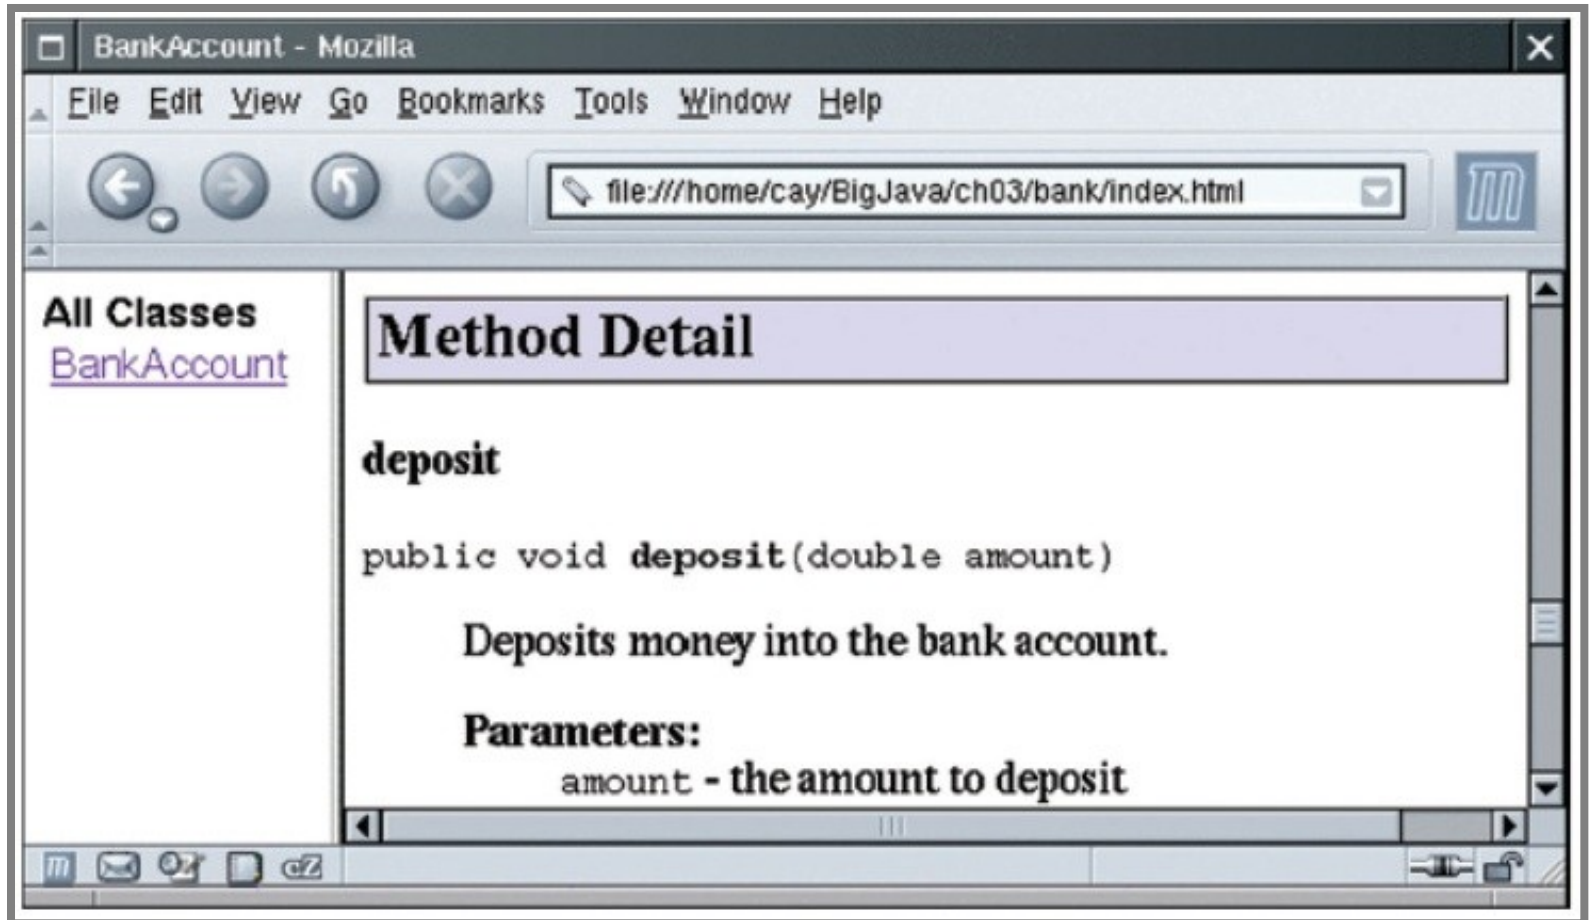 BankAccount - Mozilla
File Edit View Go Bookmarks Tools Window Help
file:///home/cay/BigJava/ch03/bank/index.html
m
All Classes
BankAccount
Method Detail
deposit
public void deposit(double amount)
Deposits money into the bank account.
Parameters:
amount - the amount to deposit
m
cZ